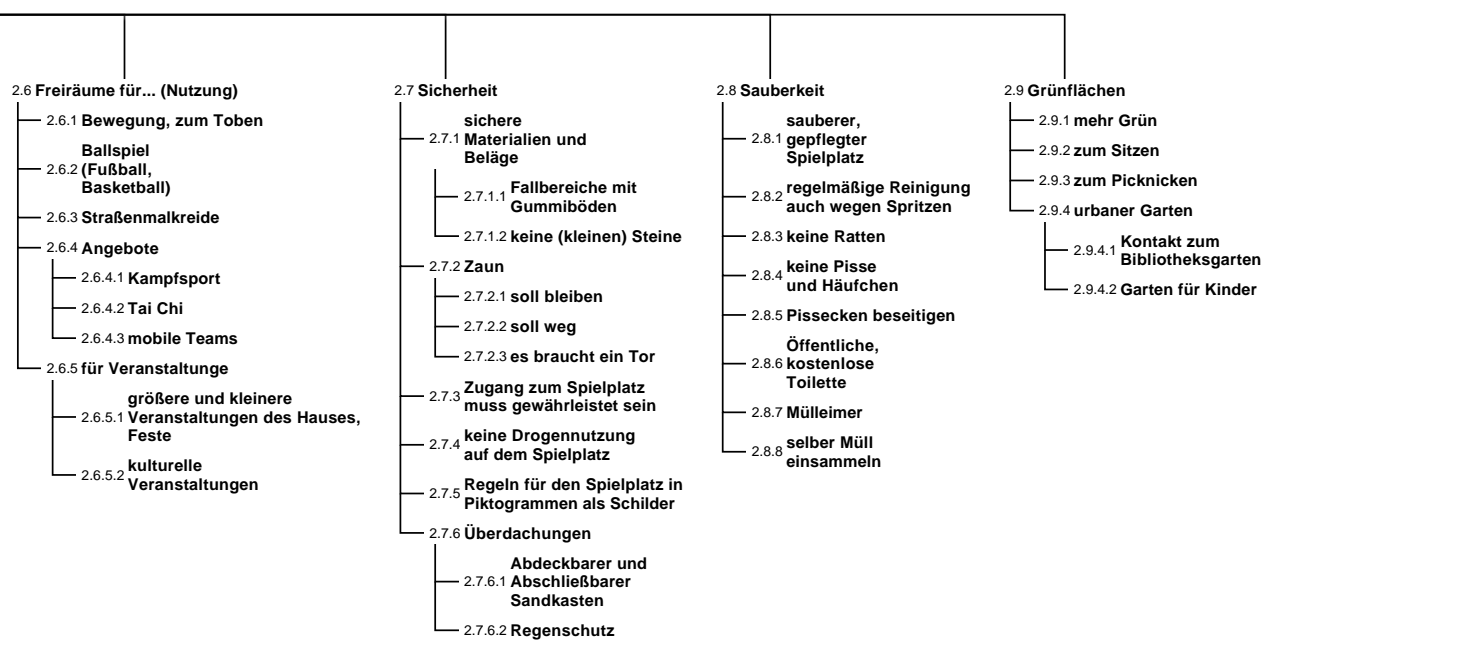 2.6 Freiräume für... (Nutzung)
2.6.1 Bewegung, zum Toben
Ballspiel
2.6.2 (Fußball,
Basketball)
2.6.3 Straßenmalkreide
2.6.4 Angebote
2.6.4.1 Kampfsport
2.6.4.2 Tai Chi
2.6.4.3 mobile Teams
2.6.5 für Veranstaltunge
größere und kleinere
2.6.5.1 Veranstaltungen des Hauses,
Feste
2.6.5.2 kulturelle
Veranstaltungen
2.7 Sicherheit
sichere
2.7.1 Materialien und
Beläge
2.7.1.1 Fallbereiche mit
Gummiböden
2.7.1.2 keine (kleinen) Steine
2.7.2 Zaun
2.7.2.1 soll bleiben
2.7.2.2 soll weg
2.7.2.3 es braucht ein Tor
2.7.3 Zugang zum Spielplatz
muss gewährleistet sein
2.7.4 keine Drogennutzung
auf dem Spielplatz
2.7.5 Regeln für den Spielplatz in
Piktogrammen als Schilder
2.7.6 Überdachungen
Abdeckbarer und
2.7.6.1 Abschließbarer
Sandkasten
2.7.6.2 Regenschutz
2.8 Sauberkeit
sauberer,
2.8.1 gepflegter
Spielplatz
2.8.2 regelmäßige Reinigung
auch wegen Spritzen
2.8.3 keine Ratten
2.8.4 keine Pisse
und Häufchen
2.8.5 Pissecken beseitigen
Öffentliche,
2.8.6 kostenlose
Toilette
2.8.7 Mülleimer
2.8.8 selber Müll
einsammeln
2.9 Grünflächen
2.9.1 mehr Grün
2.9.2 zum Sitzen
2.9.3 zum Picknicken
2.9.4 urbaner Garten
2.9.4.1 Kontakt zum
Bibliotheksgarten
2.9.4.2 Garten für Kinder